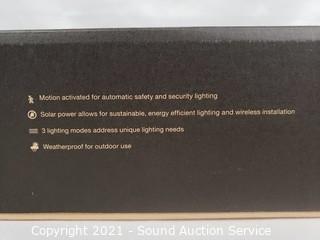 Motion activated for automatic safety and security lighting
Solar power allows for sustainable, energy efficient lighting and wireless installation
3 lighting modes address unique lighting needs
Weatherproof for outdoor use
Copyright 2021 - Sound Auction Service